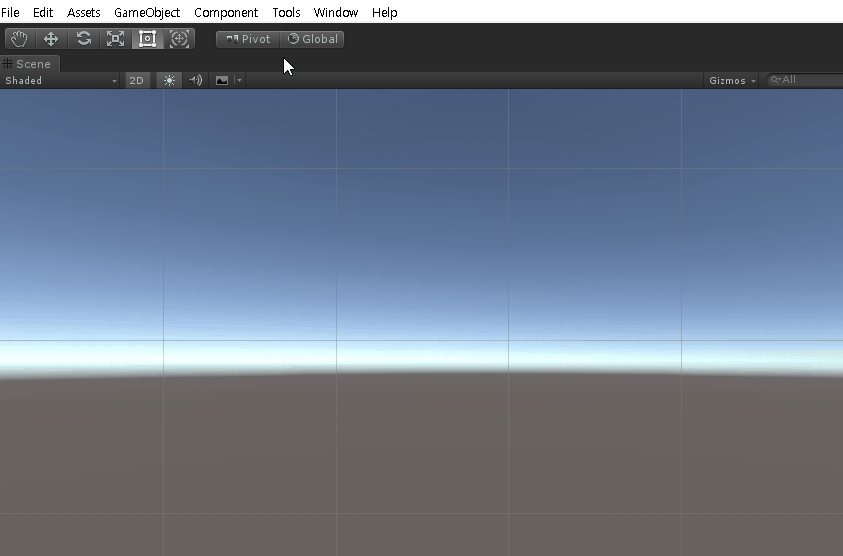 File Edit Assets GameObject Component Tools Window Help
Pivot Global
Scene
Shaded 2D Gizmos All